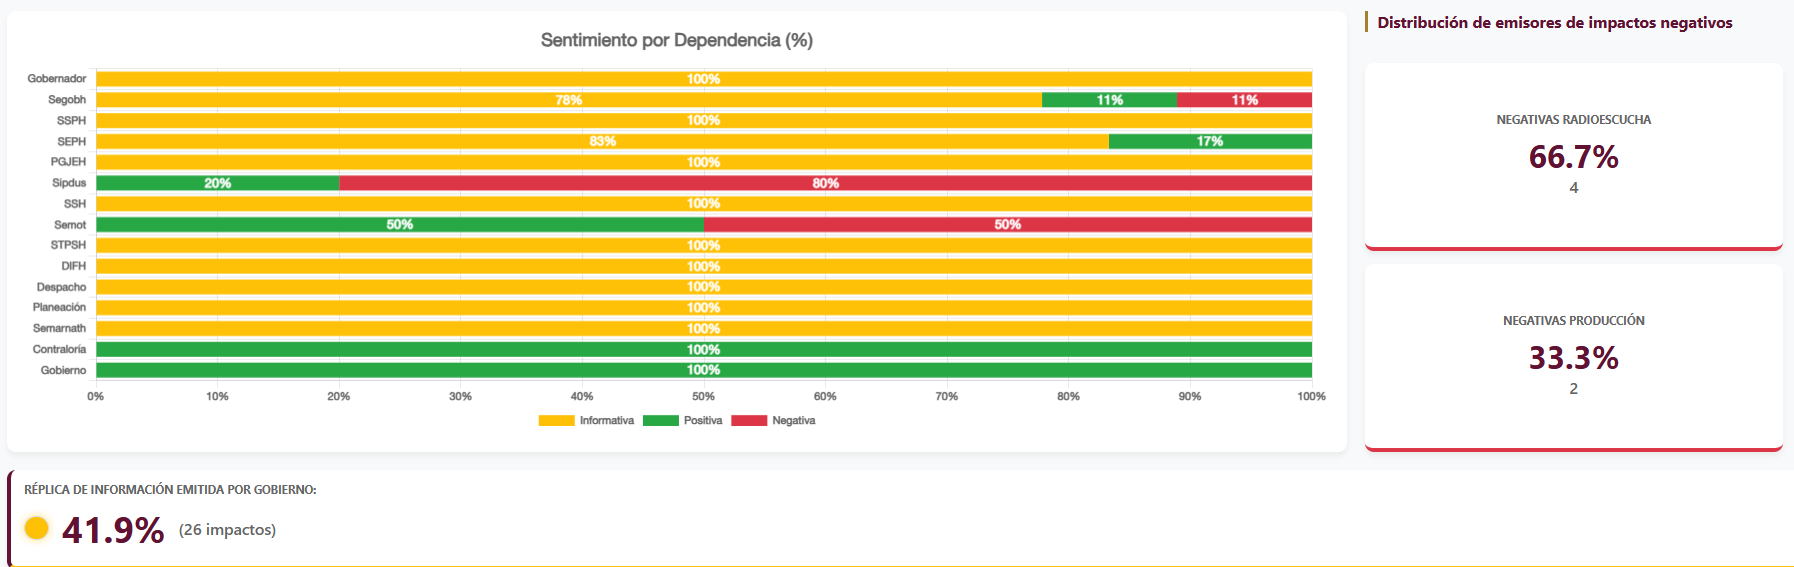 Sentimiento por Dependencia (%)
Gobernador 100%
Segobh 78% 11% 11%
SSPH 100%
SEPH 83% 17%
PGJEH 100%
Sipdus 20% 80%
SSH 100%
Semot 50% 50%
STPSH 100%
DIFH 100%
Despacho 100%
Planeación 100%
Semarnath 100%
Contraloría 100%
Gobierno 100%
0% 10% 20% 30% 40% 50% 60% 70% 80% 90% 100%
Informativa Positiva Negativa
Distribución de emisores de impactos negativos
NEGATIVAS RADIOESCUCHA
66.7%
4
NEGATIVAS PRODUCCIÓN
33.3%
2
RÉPLICA DE INFORMACIÓN EMITIDA POR GOBIERNO:
41.9% (26 impactos)